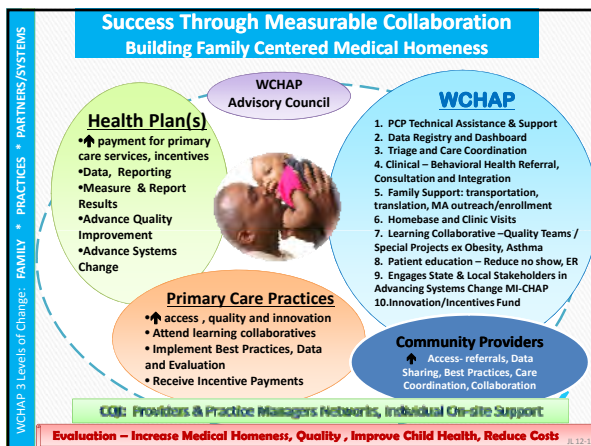 Success Through Measurable Collaboration
Building Family Centered Medical Homeness
WCHAP 3 Levels of Change: FAMILY * PRACTICES * PARTNERS/SYSTEMS
WCHAP
Advisory Council
Health Plan(s)
•↑ payment for primary
care services, incentives
•Data, Reporting
•Measure & Report
Results
•Advance Quality
Improvement
•Advance Systems
Change
WCHAP
1. PCP Technical Assistance & Support
2. Data Registry and Dashboard
3. Triage and Care Coordination
4. Clinical – Behavioral Health Referral,
Consultation and Integration
5. Family Support: transportation,
translation, MA outreach/enrollment
6. Homebase and Clinic Visits
7. Learning Collaborative –Quality Teams /
Special Projects ex Obesity, Asthma
8. Patient education – Reduce no show, ER
9. Engages State & Local Stakeholders in
Advancing Systems Change MI-CHAP
10.Innovation/Incentives Fund
Primary Care Practices
•↑ access , quality and innovation
• Attend learning collaboratives
• Implement Best Practices, Data
and Evaluation
• Receive Incentive Payments
Community Providers
↑ Access- referrals, Data
Sharing, Best Practices, Care
Coordination, Collaboration
CQI: Providers & Practice Managers Networks, Individual On-site Support
Evaluation – Increase Medical Homeness, Quality , Improve Child Health, Reduce Costs